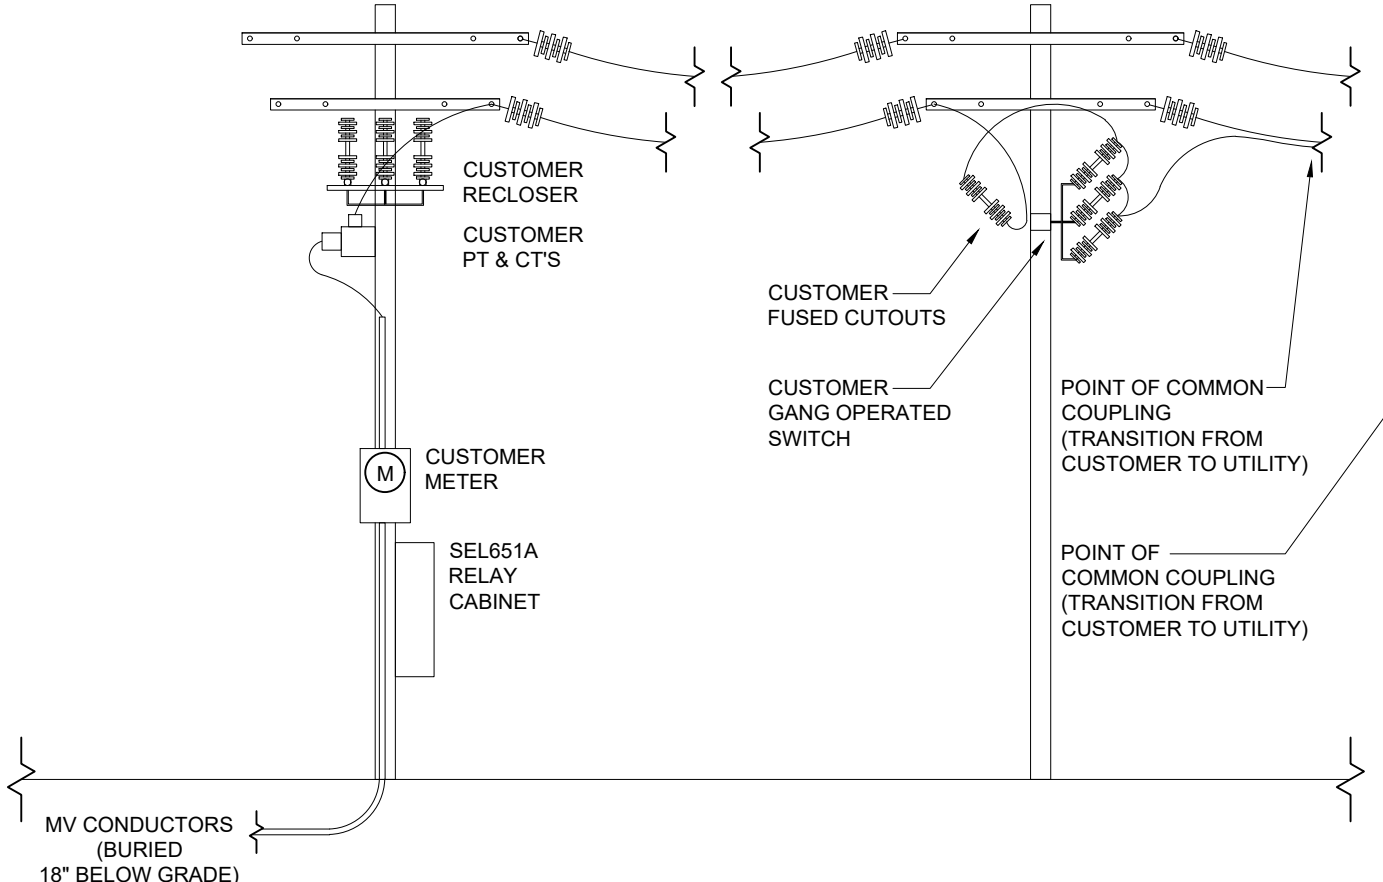 CUSTOMER
RECLOSER
CUSTOMER
PT & CT'S
CUSTOMER
FUSED CUTOUTS
CUSTOMER
GANG OPERATED
SWITCH
POINT OF COMMON
COUPLING
(TRANSITION FROM
CUSTOMER TO UTILITY)
M
CUSTOMER
METER
SEL651A
RELAY
CABINET
POINT OF
COMMON COUPLING
(TRANSITION FROM
CUSTOMER TO UTILITY)
MV CONDUCTORS
(BURIED
18" BELOW GRADE)